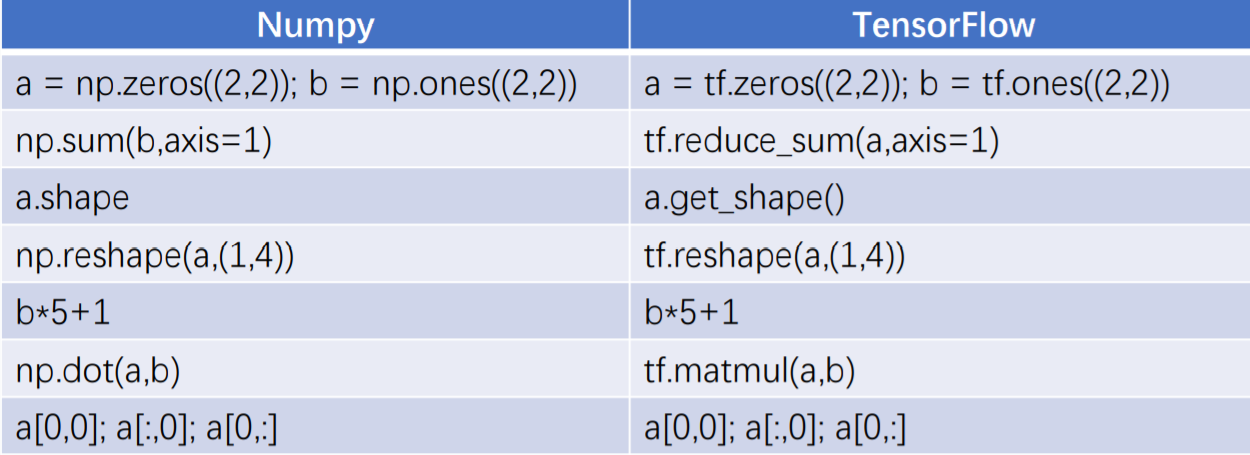 Numpy TensorFlow
a = np.zeros((2,2)); b = np.ones((2,2)) a = tf.zeros((2,2)); b = tf.ones((2,2))
np.sum(b,axis=1) tf.reduce_sum(a,axis=1)
a.shape a.get_shape()
np.reshape(a,(1,4)) tf.reshape(a,(1,4))
b*5+1 b*5+1
np.dot(a,b) tf.matmul(a,b)
a[0,0]; a[:,0]; a[0,:] a[0,0]; a[:,0]; a[0,:]